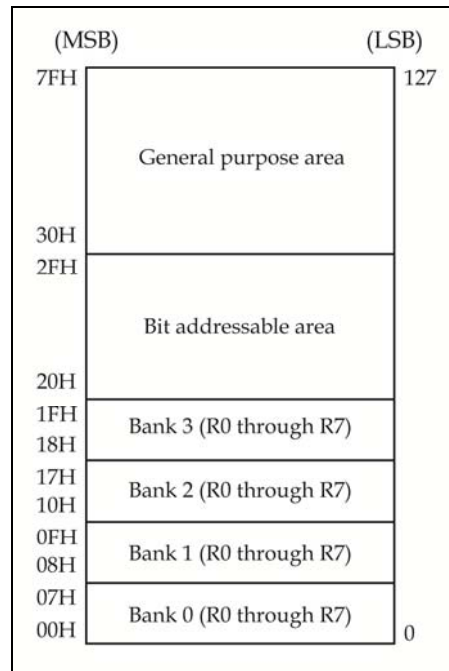 (MSB) (LSB)
7FH 127
General purpose area
30H
2FH
Bit addressable area
20H
1FH
Bank 3 (R0 through R7)
18H
17H
Bank 2 (R0 through R7)
10H
0FH
Bank 1 (R0 through R7)
08H
07H
Bank 0 (R0 through R7)
00H 0